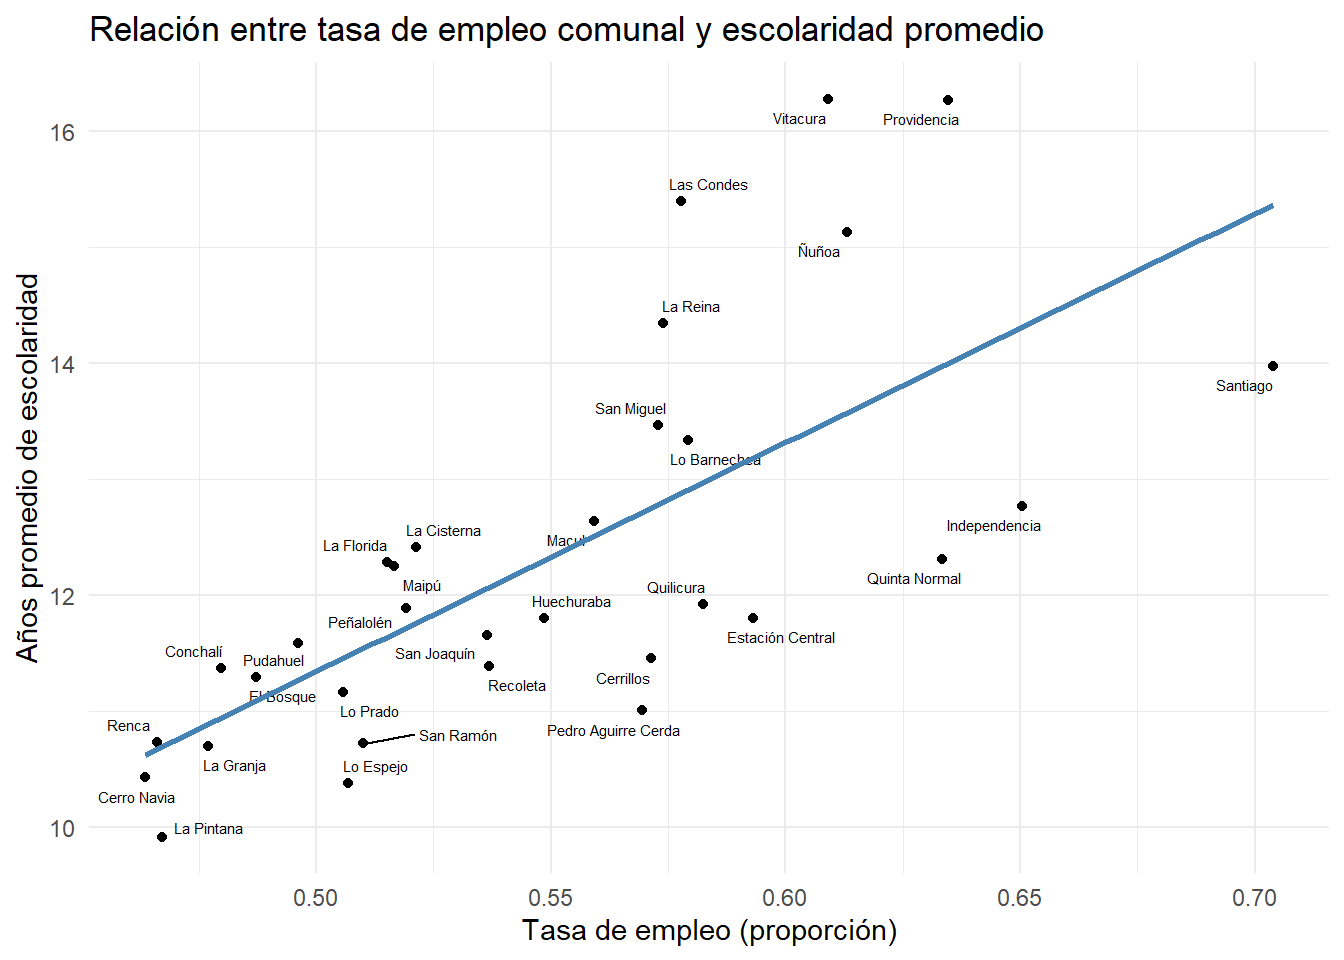 Relación entre tasa de empleo comunal y escolaridad promedio
Años promedio de escolaridad
16
14
12
10
Vitacura
Providencia
Las Condes
Ñuñoa
La Reina
Santiago
San Miguel
Lo Barnechea
Independencia
La Cisterna
La Florida
Macul
Quinta Normal
Maipú
Quilicura
Huechuraba
Peñalolén
Estación Central
Conchalí
San Joaquín
Pudahuel
Cerrillos
Recoleta
El Bosque
Lo Prado
Renca
Pedro Aguirre Cerda
San Ramón
La Granja
Lo Espejo
Cerro Navia
La Pintana
0.50
0.55
0.60
0.65
0.70
Tasa de empleo (proporción)